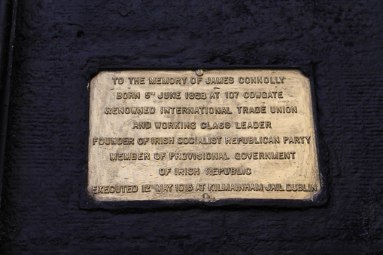 TO THE MEMORY OF JAMES CONNOLLY
BORN 5TH JUNE 1868 AT 107 COWGATE
RENOWNED INTERNATIONAL TRADE UNION
AND WORKING CLASS LEADER
FOUNDER OF IRISH SOCIALIST REPUBLICAN PARTY
MEMBER OF PROVISIONAL GOVERNMENT
OF IRISH REPUBLIC
EXECUTED 12 MAY 1916 AT KILMAINHAM JAIL DUBLIN